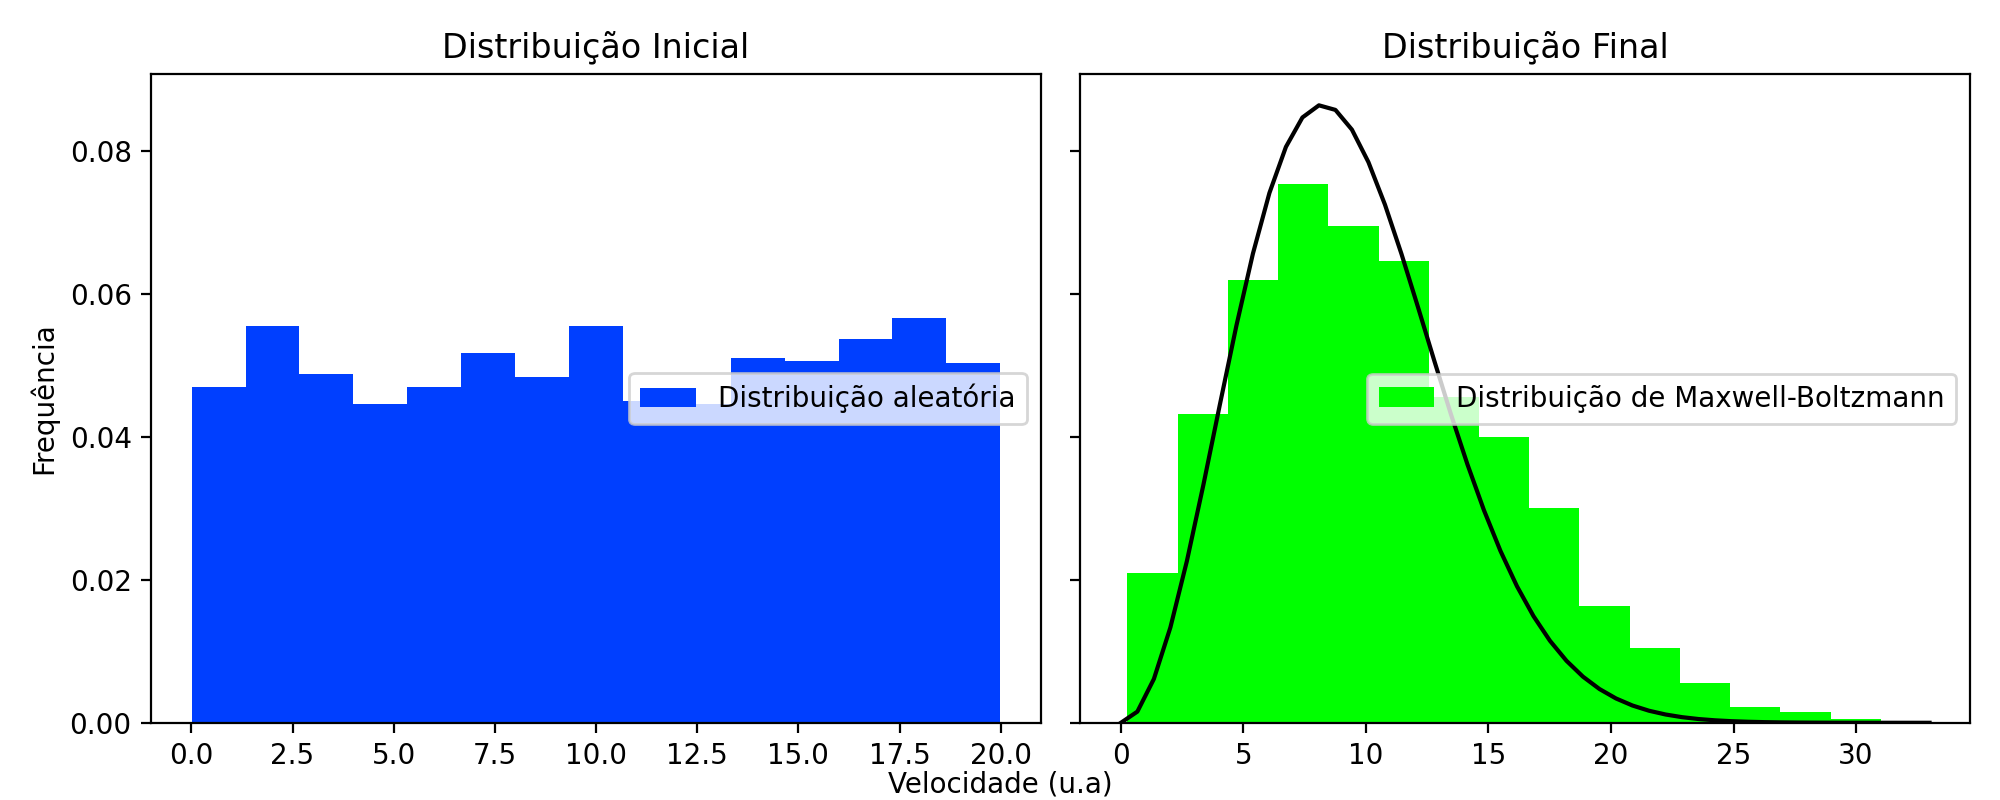 Distribuição Inicial
Distribuição Final
Frequência
0.08
0.06
0.04
0.02
0.00
Distribuição aleatória
Distribuição de Maxwell-Boltzmann
0.0 2.5 5.0 7.5 10.0 12.5 15.0 17.5 20.0
0 5 10 15 20 25 30
Velocidade (u.a)